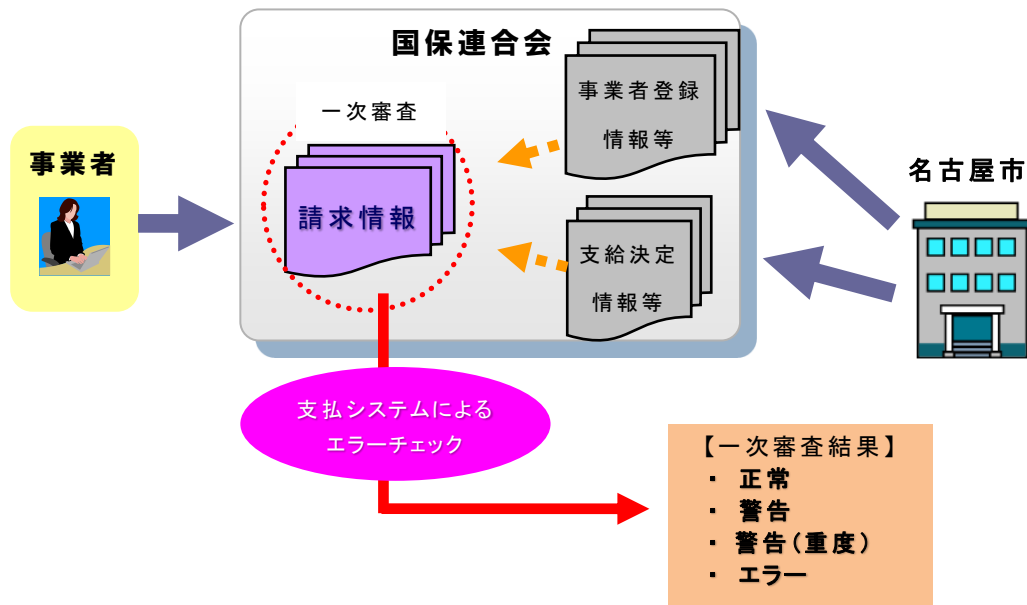 国保連合会
事業者登録
情報等
一次審査
事業者
請求情報
名古屋市
支給決定
情報等
支払システムによる
エラーチェック
【一次審査結果】
・ 正常
・ 警告
・ 警告(重度)
・ エラー